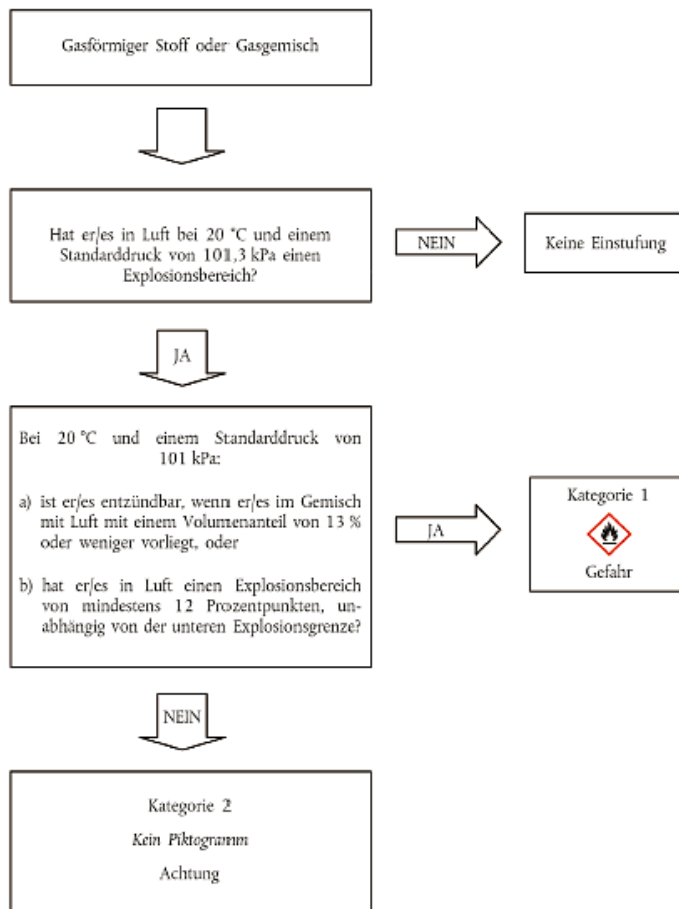 Gasförmiger Stoff oder Gasgemisch
Hat er/es in Luft bei 20 °C und einem
Standarddruck von 101,3 kPa einen
Explosionsbereich?
NEIN
Keine Einstufung
JA
Bei 20 °C und einem Standarddruck von
101 kPa:
a) ist er/es entzündbar, wenn er/es im Gemisch
mit Luft mit einem Volumenanteil von 13 %
oder weniger vorliegt, oder
b) hat er/es in Luft einen Explosionsbereich
von mindestens 12 Prozentpunkten, un-
abhängig von der unteren Explosionsgrenze?
JA
Kategorie 1
Gefahr
NEIN
Kategorie 2
Kein Piktogramm
Achtung